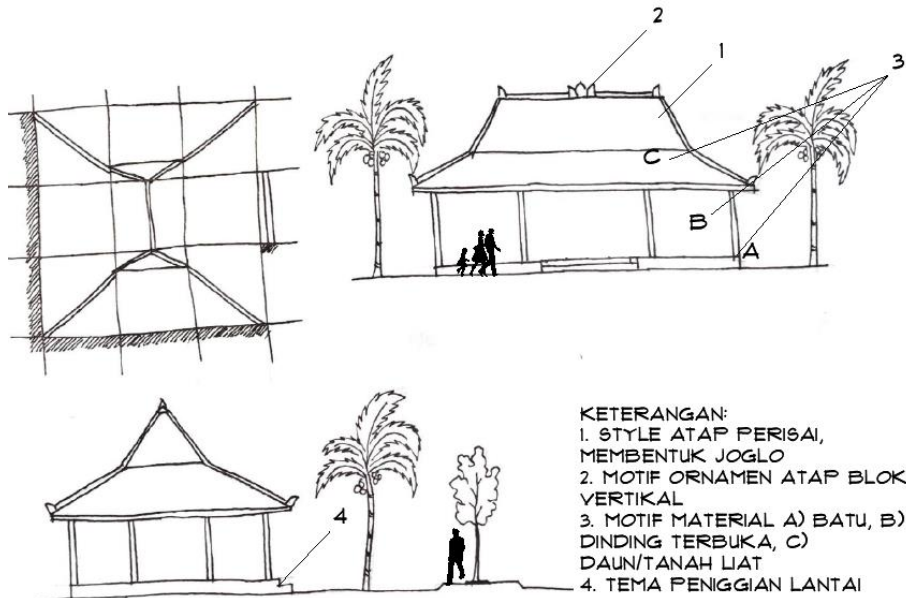 2
1
3
C
B
A
4
KETERANGAN:
1. STYLE ATAP PERISAI,
MEMBENTUK JOGLO
2. MOTIF ORNAMEN ATAP BLOK
VERTIKAL
3. MOTIF MATERIAL A) BATU, B)
DINDING TERBUKA, C)
DAUN/TANAH LIAT
4. TEMA PENIGGIAN LANTAI